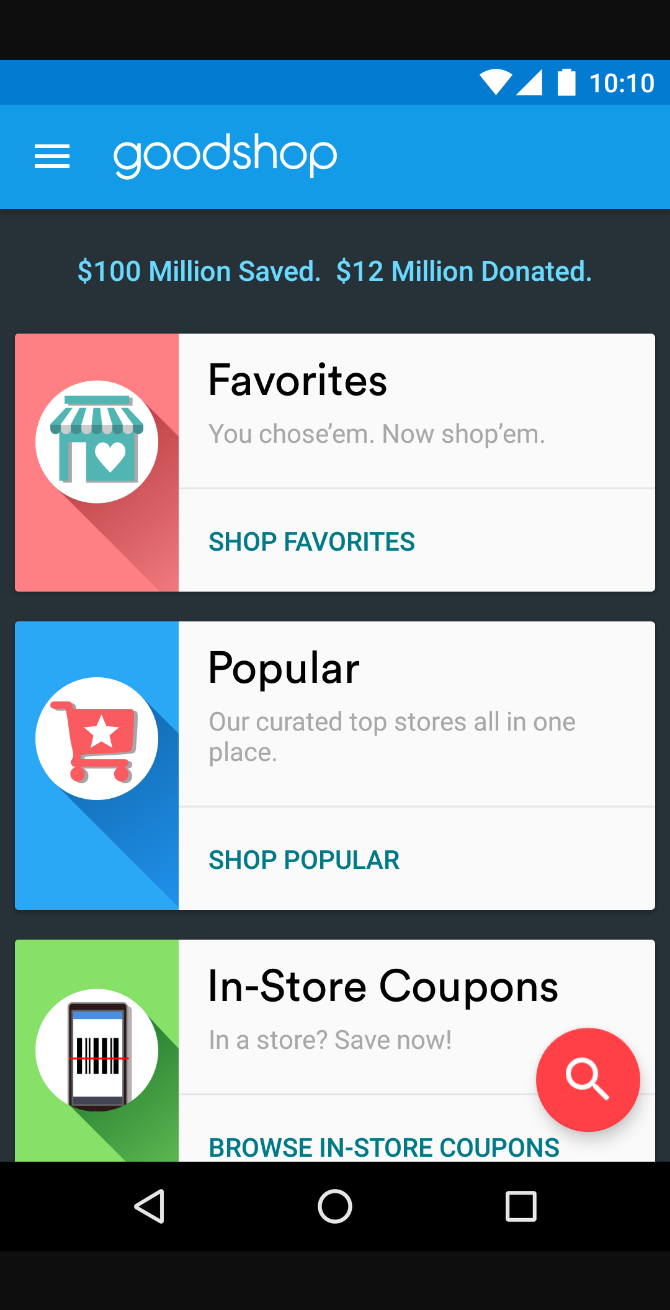 10:10
goodshop
$100 Million Saved.  $12 Million Donated.
Favorites
You chose’em. Now shop’em.
SHOP FAVORITES
Popular
Our curated top stores all in one
place.
SHOP POPULAR
In-Store Coupons
In a store? Save now!
BROWSE IN-STORE COUPONS